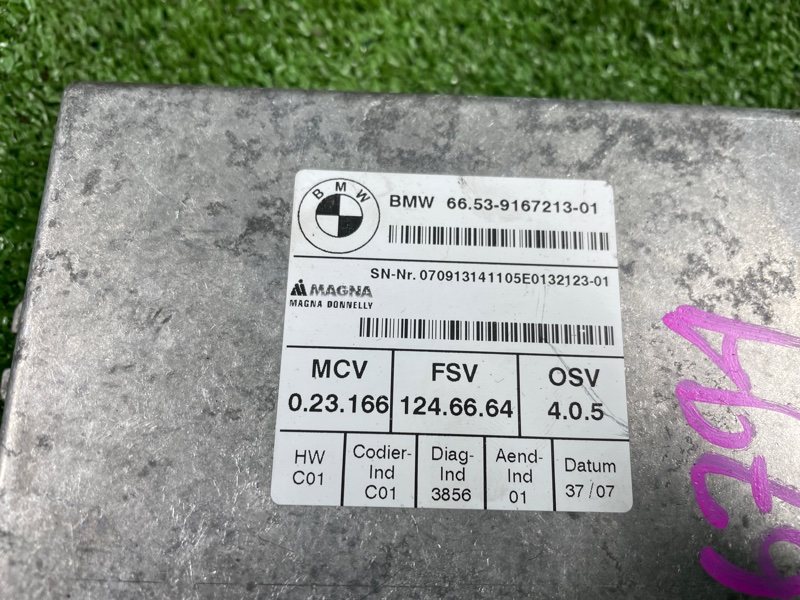 BMW
BMW 66.53-9167213-01
SN-Nr. 070913141105E0132123-01
MAGNA
MAGNA DONNELLY
MCV FSV OSV
0.23.166 124.66.64 4.0.5
HW Codier- Diag- Aend- Datum
C01 Ind Ind Ind 37/07
C01 3856 01
679A